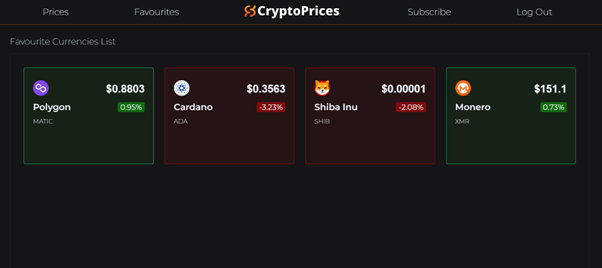 Prices Favourites CryptoPrices Subscribe Log Out
Favourite Currencies List
$0.8803 $0.3563 $0.00001 $151.1
Polygon 0.95% Cardano -3.23% Shiba Inu -2.08% Monero 0.73%
MATIC ADA SHIB XMR